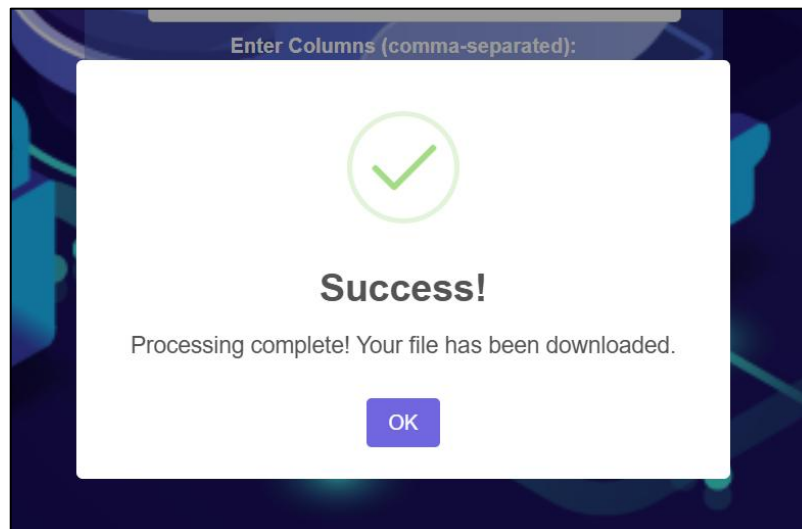 Enter Columns (comma-separated):
Success!
Processing complete! Your file has been downloaded.
OK